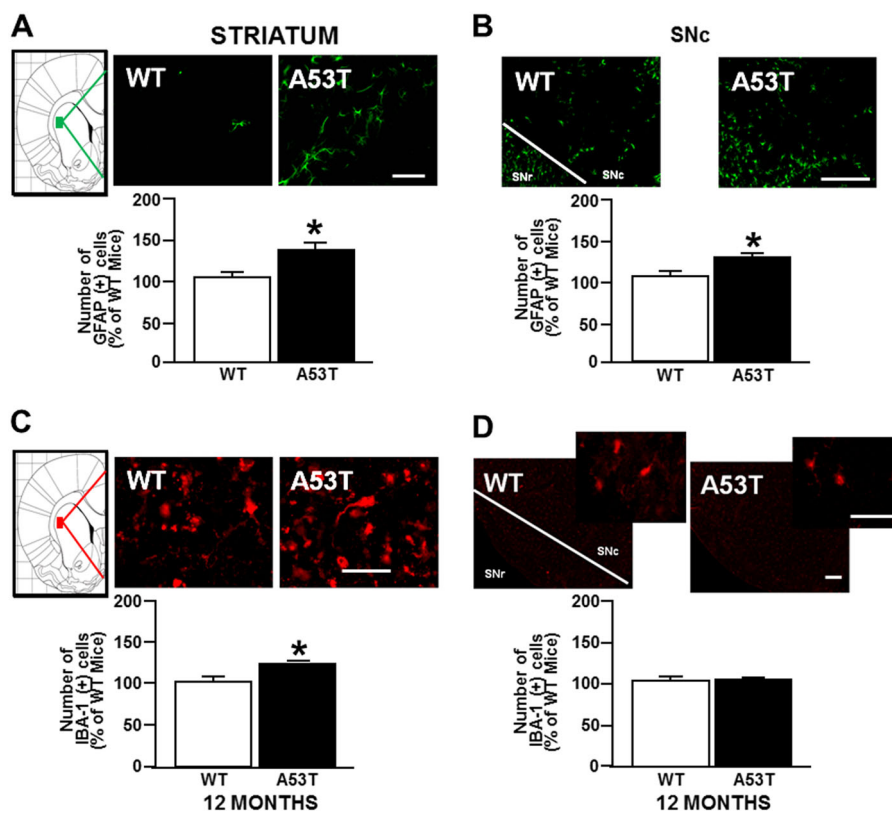 A
STRIATUM
WT
A53T
200
150
100
50
0
Number of
GFAP (+) cells
(% of WT Mice)
*
WT
A53T
B
SNc
WT
SNr
SNc
A53T
200
150
100
50
0
Number of
GFAP (+) cells
(% of WT Mice)
*
WT
A53T
C
WT
A53T
200
150
100
50
0
Number of
IBA-1 (+) cells
(% of WT Mice)
*
WT
A53T
12 MONTHS
D
WT
SNc
SNr
A53T
200
150
100
50
0
Number of
IBA-1 (+) cells
(% of WT Mice)
WT
A53T
12 MONTHS